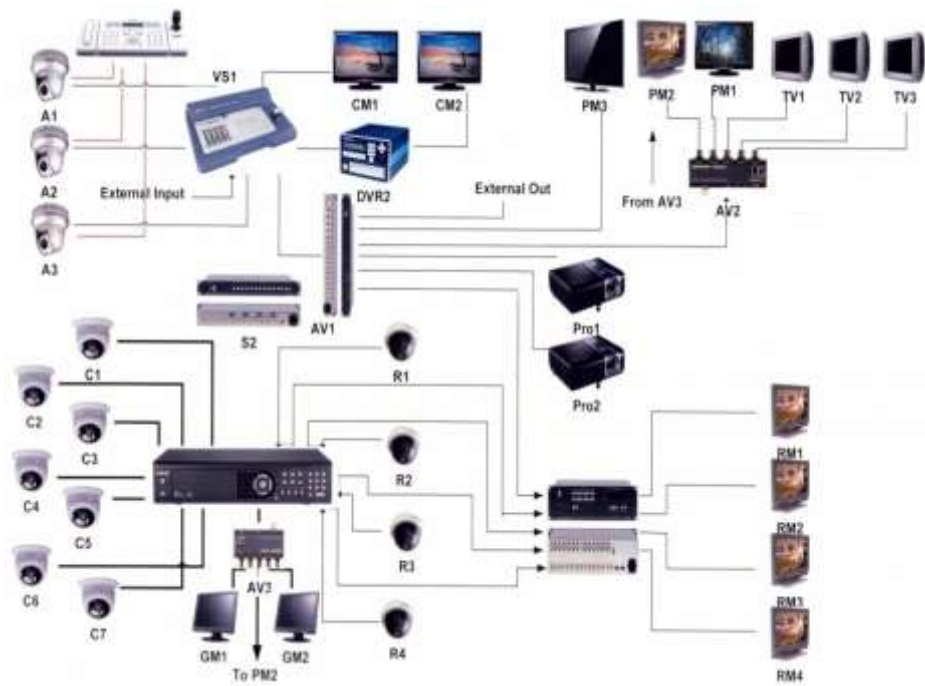 VS1
CM1
CM2
PM3
PM2
PM1
TV1
TV2
TV3
A1
A2
External Input
DVR2
External Out
From AV3
AV2
A3
S2
AV1
Pro1
C1
R1
Pro2
C2
C3
R2
RM1
C4
C5
RM2
C6
AV3
R3
C7
RM3
GM1
GM2
R4
To PM2
RM4